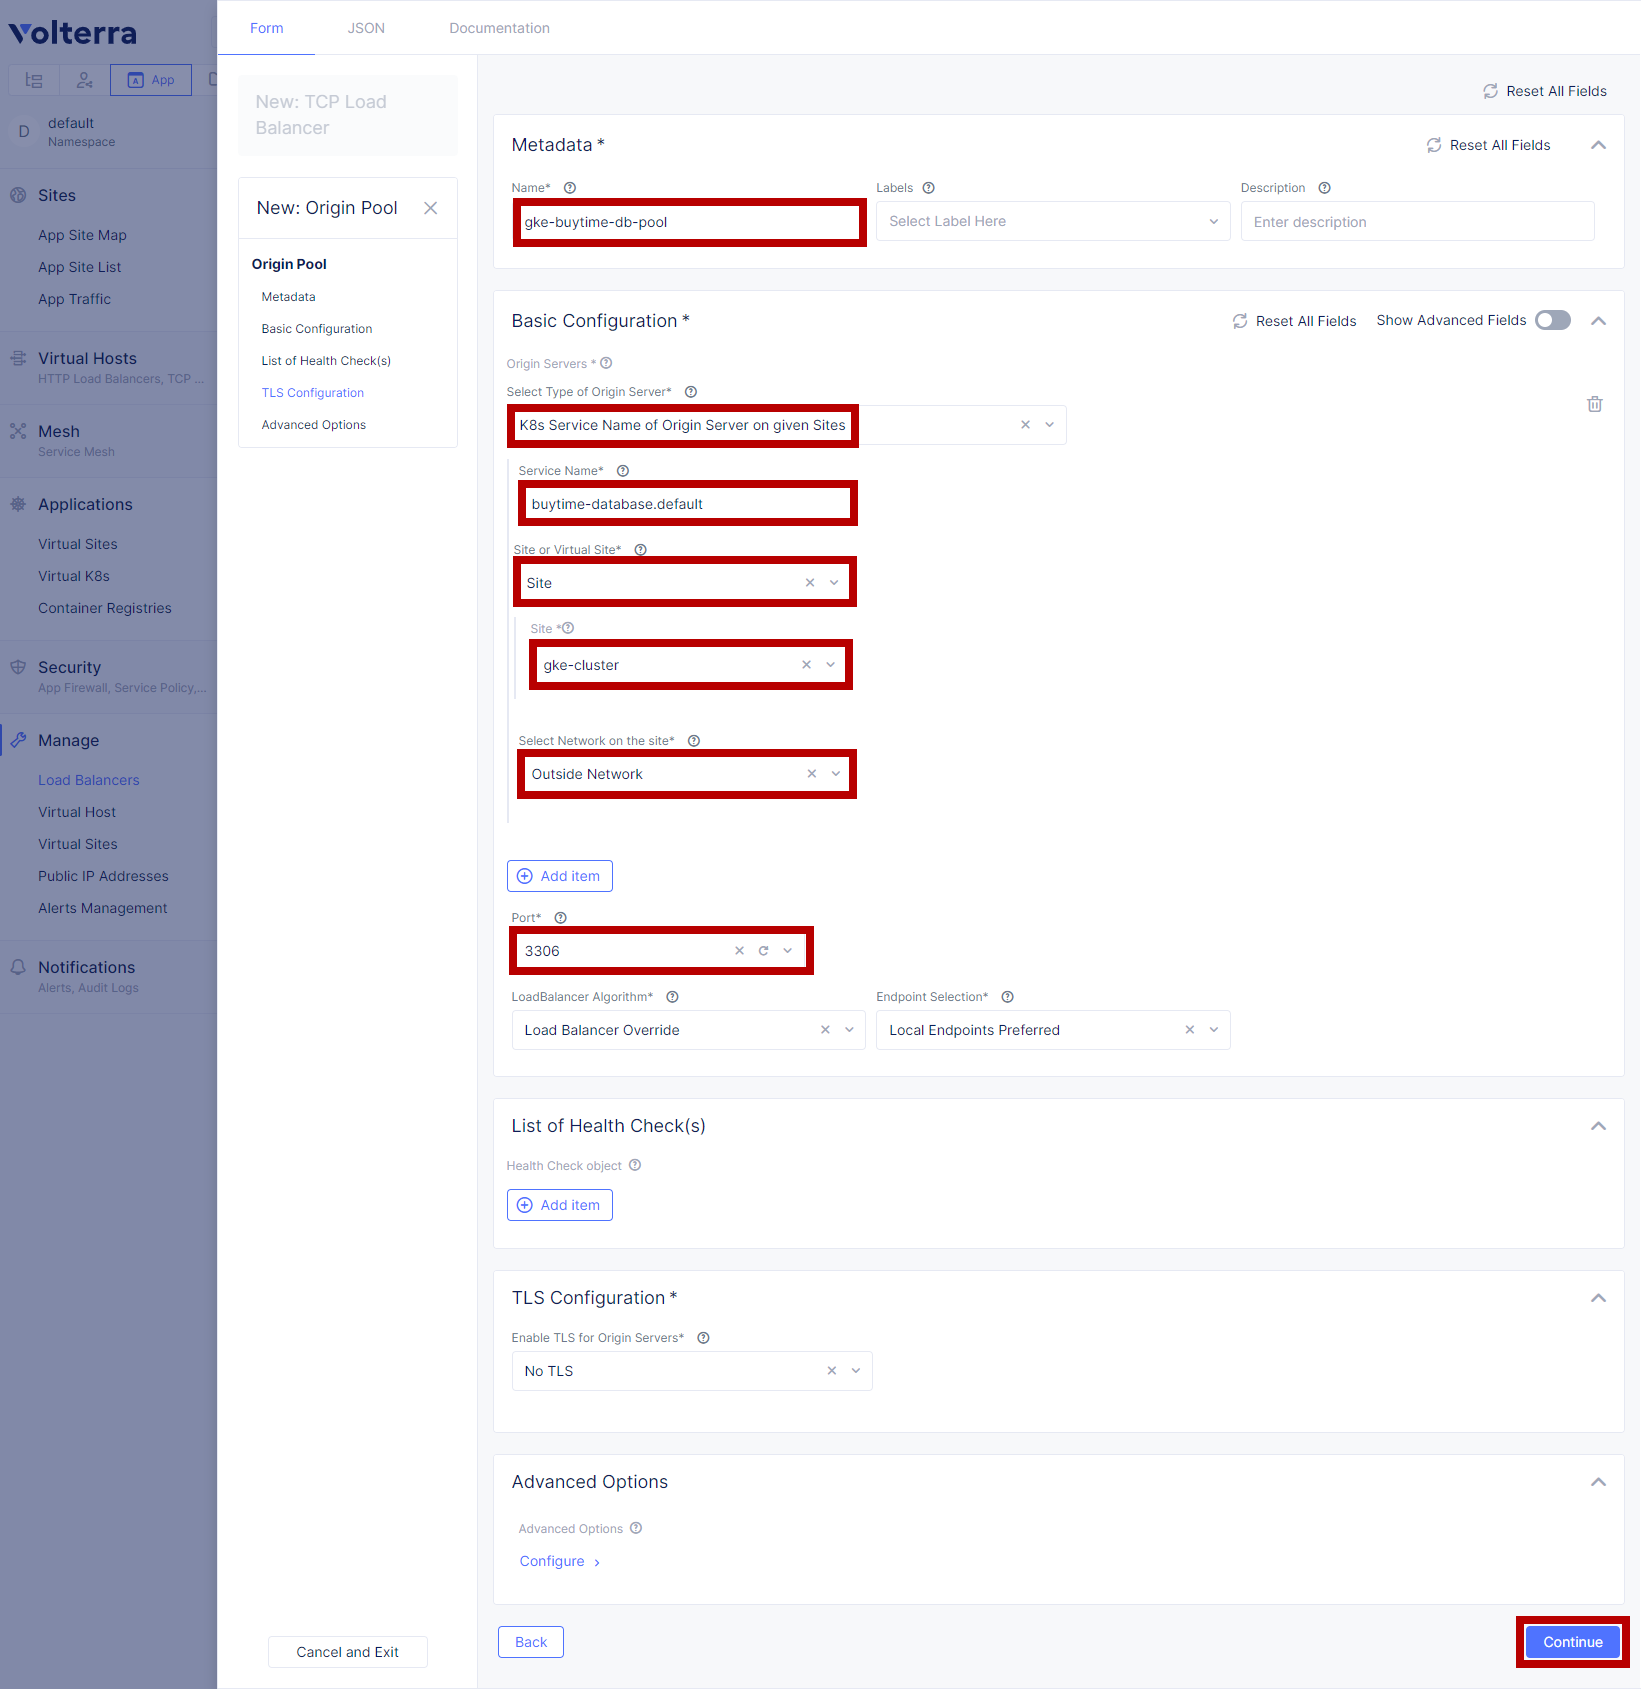 Volterra
App
D
default
Namespace
Sites
App Site Map
App Site List
App Traffic
Virtual Hosts
HTTP Load Balancers, TCP ...
Mesh
Service Mesh
Applications
Virtual Sites
Virtual K8s
Container Registries
Security
App Firewall, Service Policy,...
Manage
Load Balancers
Virtual Host
Virtual Sites
Public IP Addresses
Alerts Management
Notifications
Alerts, Audit Logs
Form
JSON
Documentation
New: TCP Load
Balancer
New: Origin Pool
Origin Pool
Metadata
Basic Configuration
List of Health Check(s)
TLS Configuration
Advanced Options
Cancel and Exit
Reset All Fields
Metadata *
Reset All Fields
Name*
Labels
Description
gke-buytime-db-pool
Select Label Here
Enter description
Basic Configuration *
Reset All Fields
Show Advanced Fields
Origin Servers *
Select Type of Origin Server*
K8s Service Name of Origin Server on given Sites
Service Name*
buytime-database.default
Site or Virtual Site*
Site
Site *
gke-cluster
Select Network on the site*
Outside Network
Add item
Port*
3306
LoadBalancer Algorithm*
Endpoint Selection*
Load Balancer Override
Local Endpoints Preferred
List of Health Check(s)
Health Check object
Add item
TLS Configuration *
Enable TLS for Origin Servers*
No TLS
Advanced Options
Advanced Options
Configure
Back
Continue